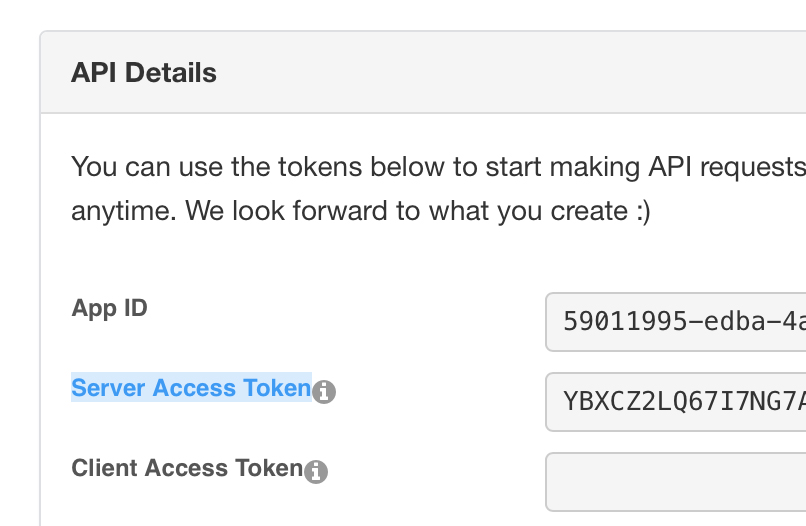 API Details
You can use the tokens below to start making API requests
anytime. We look forward to what you create :)
App ID
59011995-edba-4a
Server Access Token
YBXCZ2LQ67I7NG7A
Client Access Token